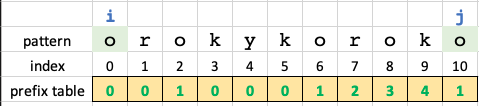 i j
pattern o r o k y k o r o k o
index 0 1 2 3 4 5 6 7 8 9 10
prefix table 0 0 1 0 0 0 1 2 3 4 1